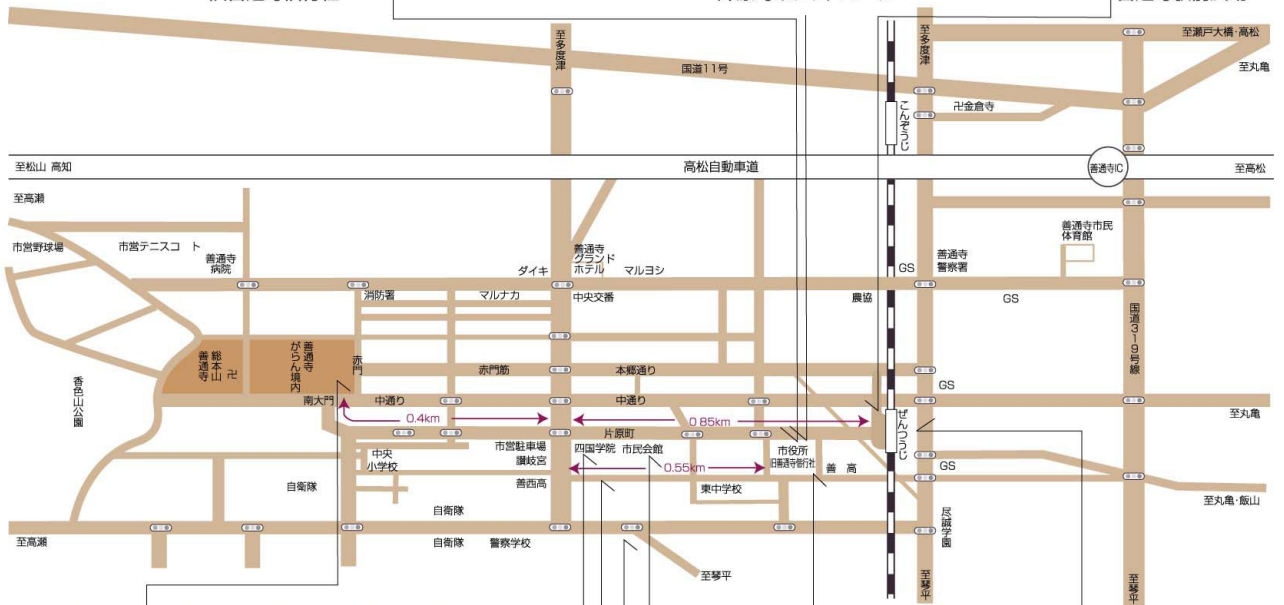 至多度津
至多度津
至瀬戸大橋・高松
至丸亀
国道11号
こんぞうじ
卍金倉寺
至松山 高知
高松自動車道
善通寺IC
至高松
至高瀬
市営野球場
市営テニスコ ト
善通寺
病院
善通寺
グランド
ホテル
ダイキ
マルヨシ
GS
善通寺
警察署
善通寺市民
体育館
消防署
マルナカ
中央交番
農協
GS
国道319号線
総本山
善通寺
卍
善通寺
がらん境内
赤門
赤門筋
本郷通り
GS
香色山公園
南大門
中通り
中通り
至丸亀
0.4km
0.85km
ぜんつうじ
片原町
市営駐車場
四国学院
市民会館
市役所
旧善通寺偕行社
讃岐宮
中央
小学校
0.55km
善 高
GS
善西高
自衛隊
東中学校
至丸亀・飯山
自衛隊
尽誠学園
至高瀬
自衛隊
警察学校
至琴平
至琴平
至琴平